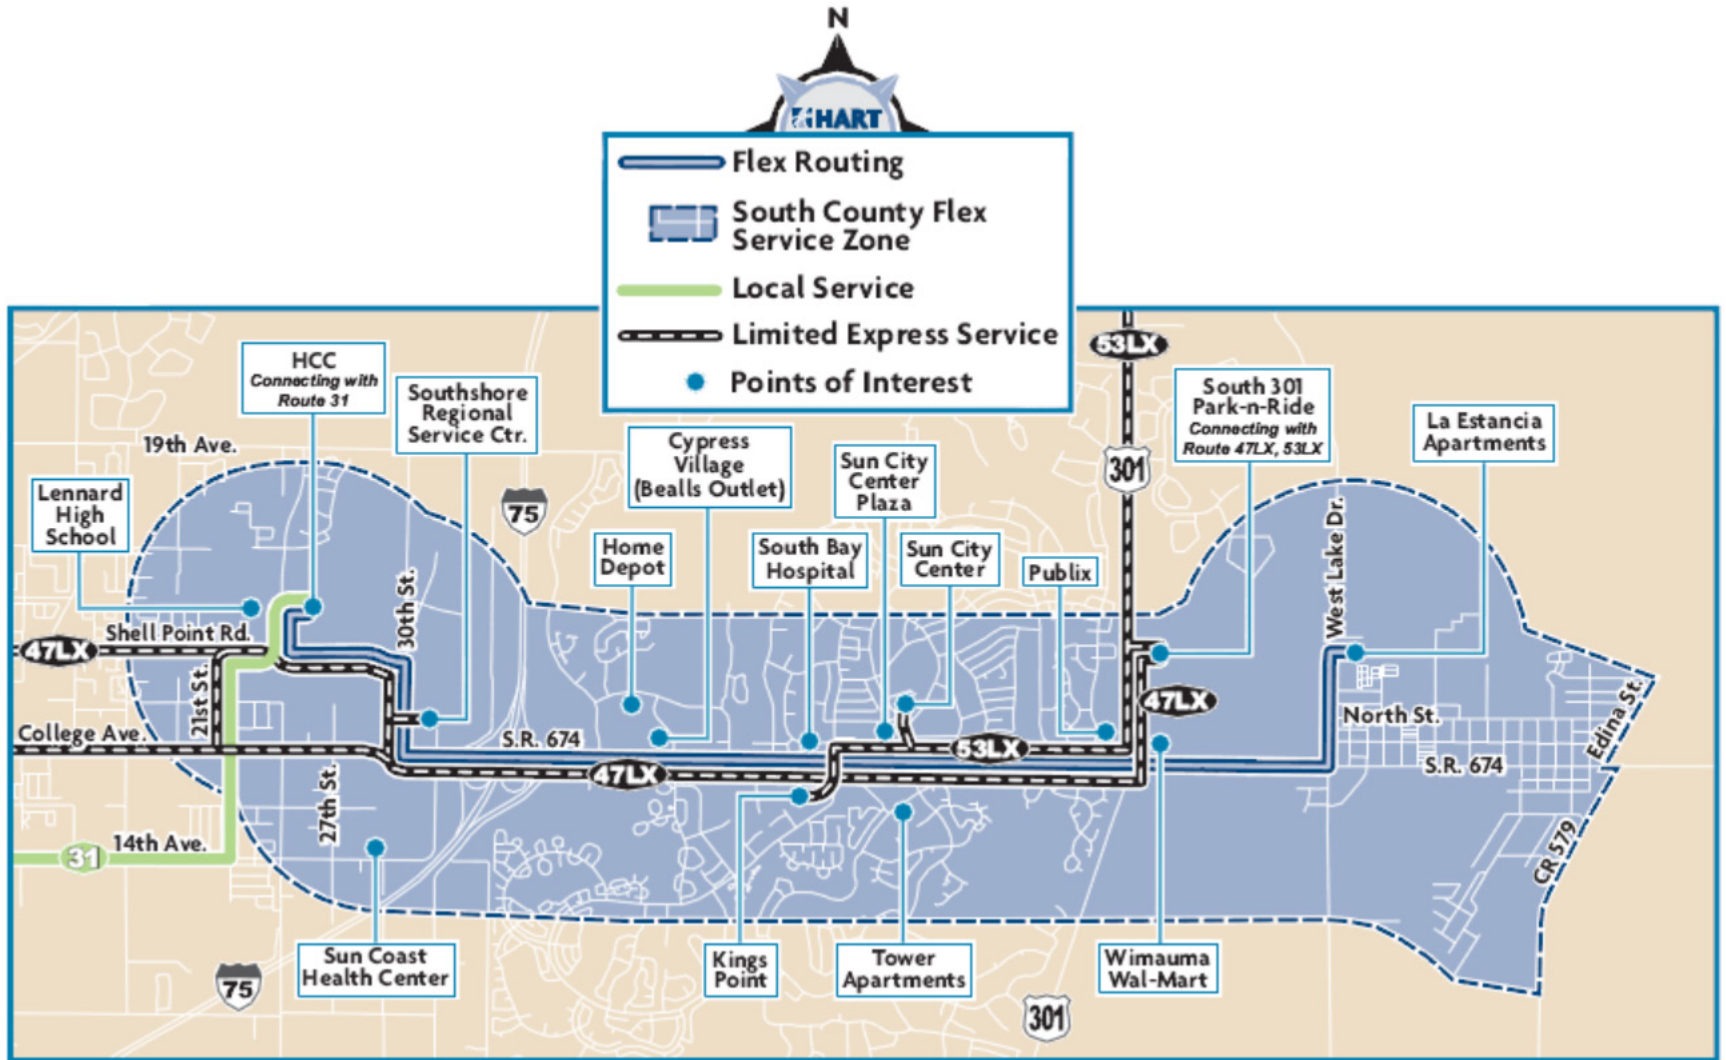 N
HART
Flex Routing
South County Flex
Service Zone
Local Service
Limited Express Service
Points of Interest
53LX
HCC
Connecting with
Route 31
Southshore
Regional
Service Ctr.
South 301
Park-n-Ride
Connecting with
Route 47LX, 53LX
La Estancia
Apartments
19th Ave.
Cypress
Village
(Bealls Outlet)
Sun City
Center
Plaza
301
Lennard
High
School
75
Home
Depot
South Bay
Hospital
Sun City
Center
Publix
West Lake Dr.
30th St.
Shell Point Rd.
47LX
21st St.
47LX
North St.
Edina St.
College Ave.
S.R. 674
53LX
S.R. 674
47LX
27th St.
14th Ave.
31
CR 579
Sun Coast
Health Center
Kings
Point
Tower
Apartments
Wimauma
Wal-Mart
75
301